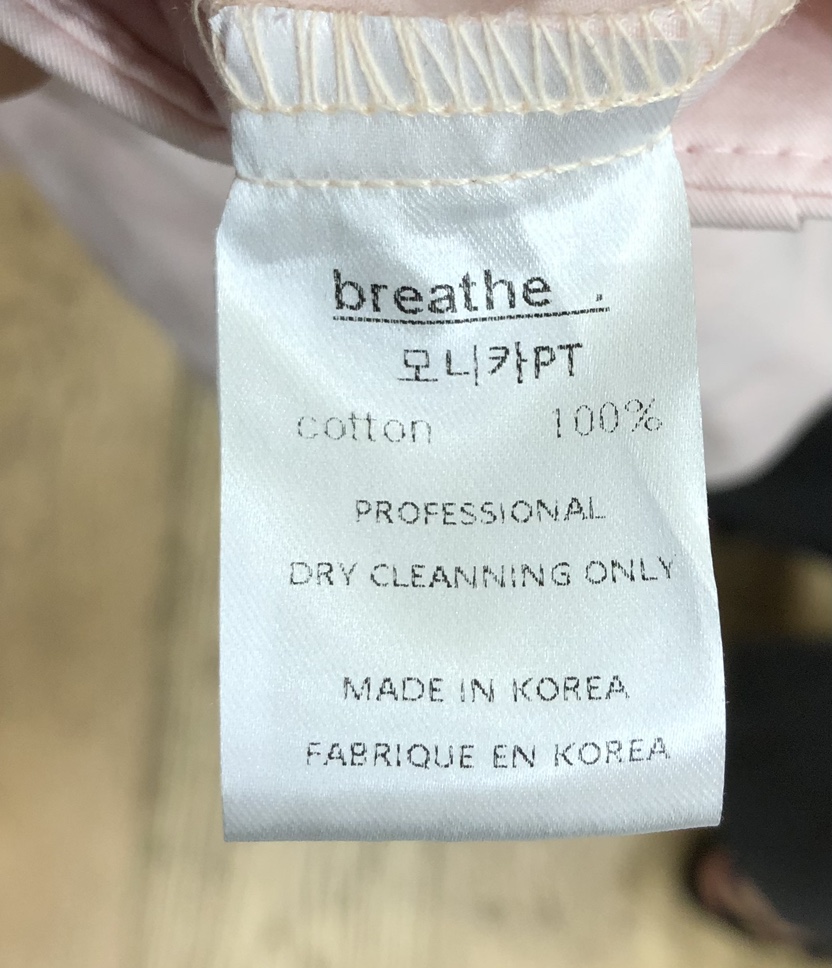 breathe .
모니카PT
cotton 100%
PROFESSIONAL
DRY CLEANNING ONLY
MADE IN KOREA
FABRIQUE EN KOREA